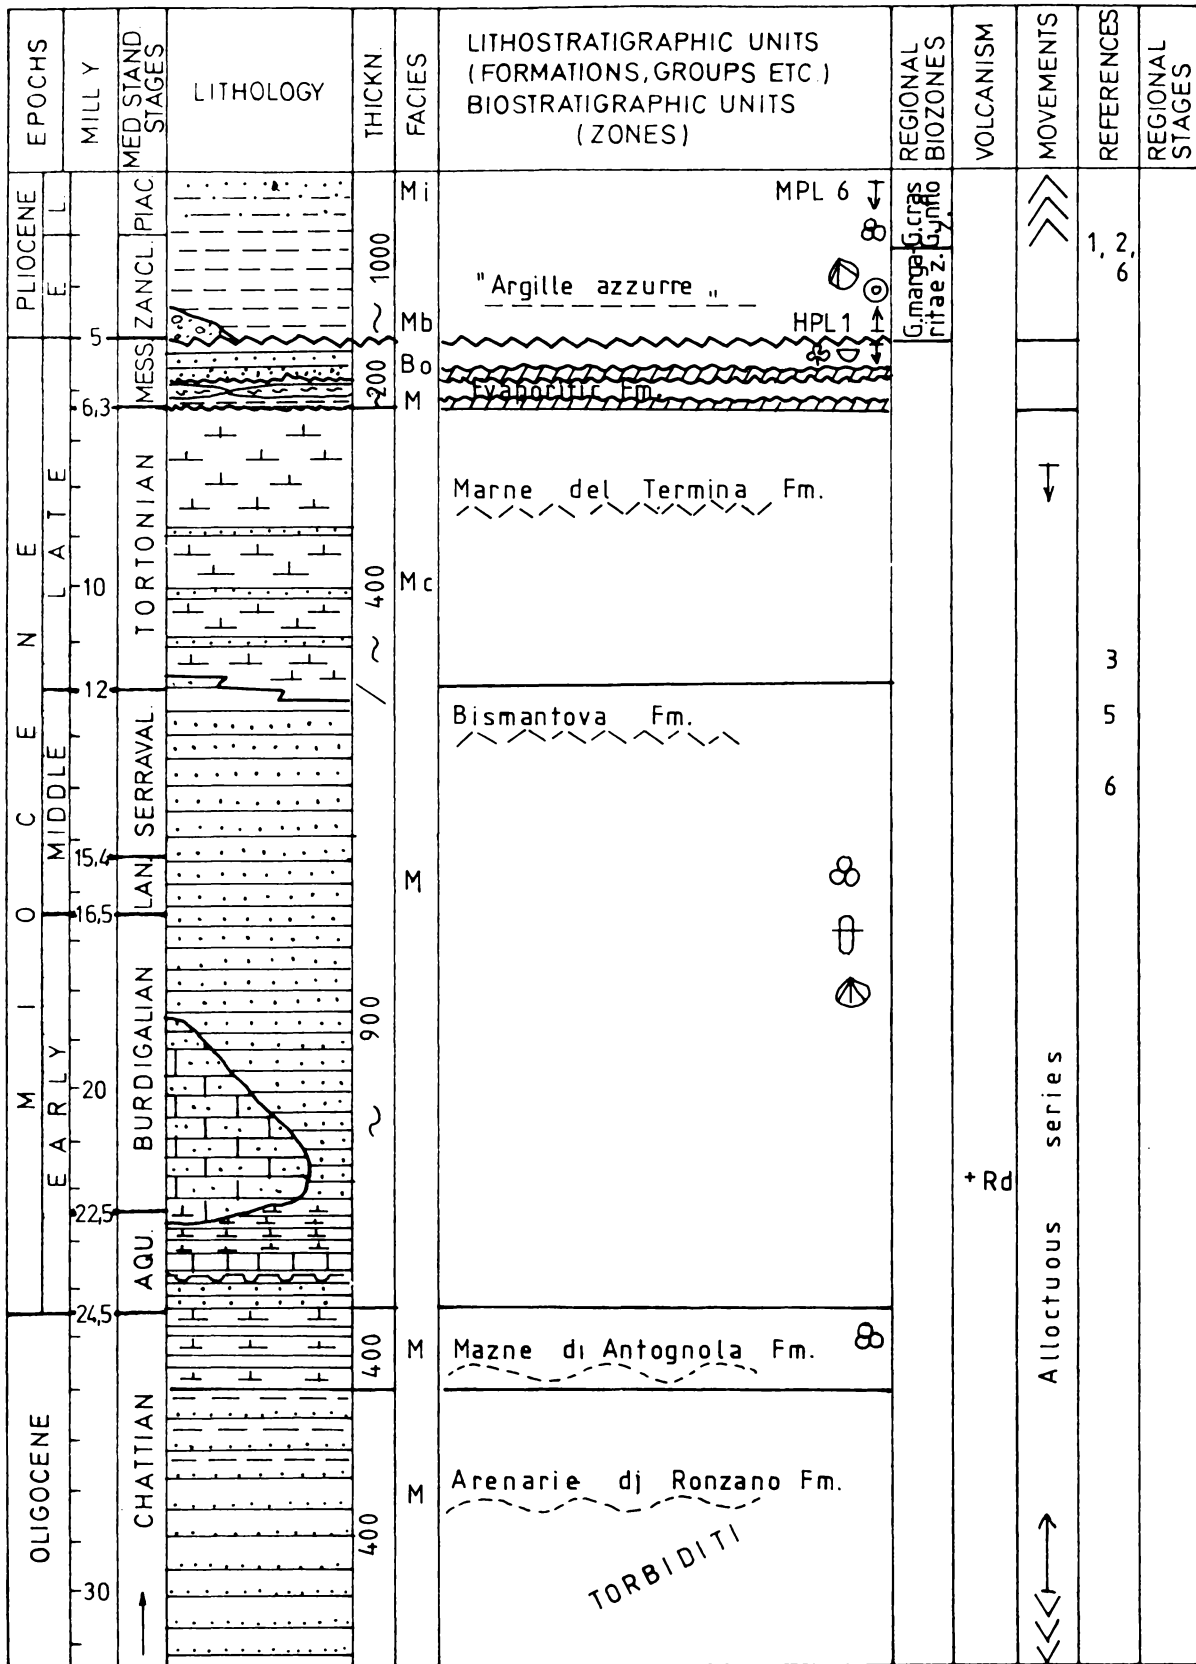 EPOCHS
MILL Y
MED STAND
STAGES
LITHOLOGY
THICKN.
FACIES
LITHOSTRATIGRAPHIC UNITS
(FORMATIONS, GROUPS ETC.)
BIOSTRATIGRAPHIC UNITS
(ZONES)
REGIONAL
BIOZONES
VOLCANISM
MOVEMENTS
REFERENCES
REGIONAL
STAGES
PLIOCENE
E L
PIAC.
ZANCL.
~ 1000
Mi
Mb
MPL 6
"Argille azzurre „
HPL 1
G.cras
G. inflo
G.marga-
ritae z.
1, 2,
6
5
MIOCENE
LATE
MESS.
~200
Bo
M
Evaporitic Fm.
6,3
TORTONIAN
~ 400
Mc
Marne del Termina Fm.
10
3
12
MIDDLE
SERRAVAL.
Bismantova Fm.
5
6
15,4
LAN.
M
16,5
EARLY
BURDIGALIAN
~ 900
20
+ Rd
Alloctuous series
22,5
AQU.
24,5
OLIGOCENE
CHATTIAN
400
M
Mazne di Antognola Fm.
400
M
Arenarie dj Ronzano Fm.
TORBIDITI
30